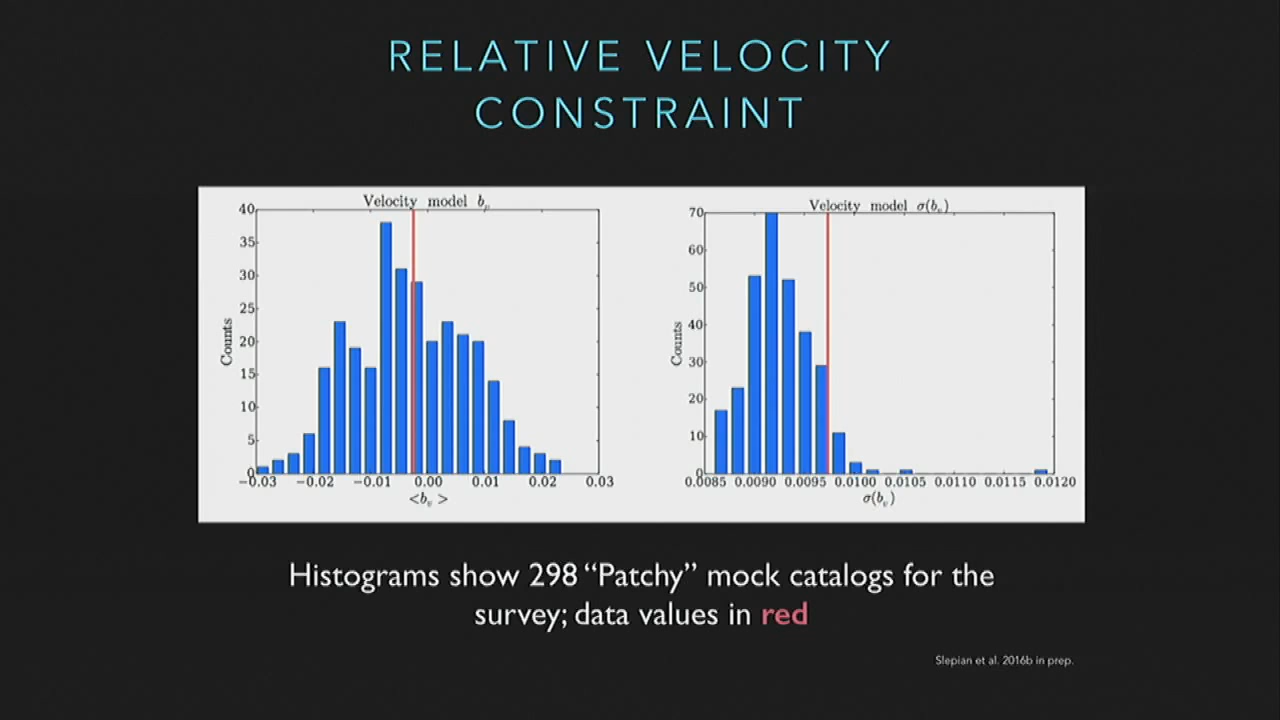 RELATIVE VELOCITY
CONSTRAINT
Velocity model b_v
40
35
30
25
20
15
10
5
0
Counts
−0.03 −0.02 −0.01 0.00 0.01 0.02 0.03
<b_v>
Velocity model σ(b_v)
70
60
50
40
30
20
10
0
Counts
0.0085 0.0090 0.0095 0.0100 0.0105 0.0110 0.0115 0.0120
σ(b_v)
Histograms show 298 “Patchy” mock catalogs for the
survey; data values in red
Slepian et al. 2016b in prep.